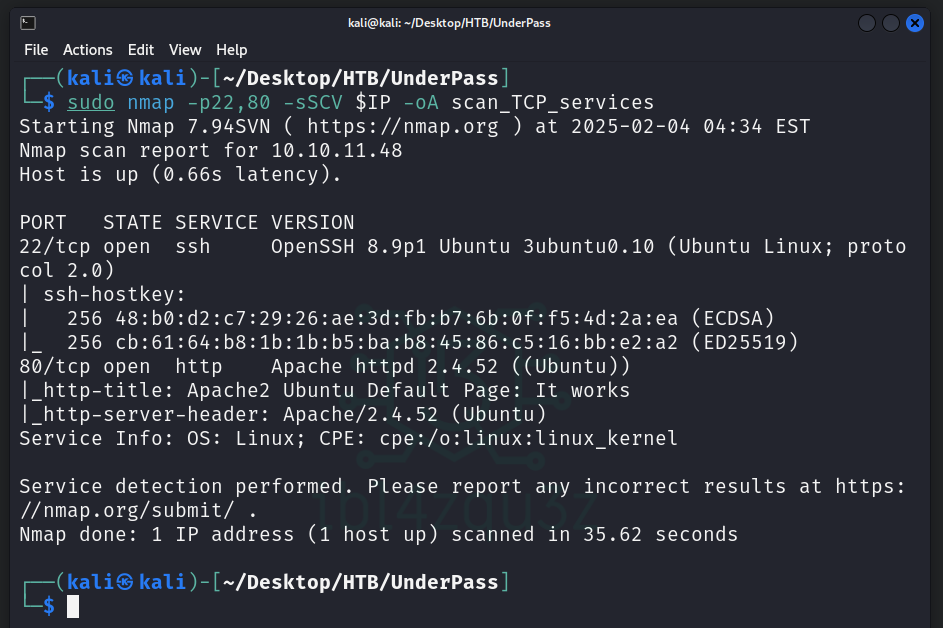 kali@kali: ~/Desktop/HTB/UnderPass
File Actions Edit View Help
┌──(kali㉿kali)-[~/Desktop/HTB/UnderPass]
└─$ sudo nmap -p22,80 -sSCV $IP -oA scan_TCP_services
Starting Nmap 7.94SVN ( https://nmap.org ) at 2025-02-04 04:34 EST
Nmap scan report for 10.10.11.48
Host is up (0.66s latency).
PORT   STATE SERVICE VERSION
22/tcp open  ssh     OpenSSH 8.9p1 Ubuntu 3ubuntu0.10 (Ubuntu Linux; proto
col 2.0)
| ssh-hostkey:
|   256 48:b0:d2:c7:29:26:ae:3d:fb:b7:6b:0f:f5:4d:2a:ea (ECDSA)
|_  256 cb:61:64:b8:1b:1b:b5:ba:b8:45:86:c5:16:bb:e2:a2 (ED25519)
80/tcp open  http    Apache httpd 2.4.52 ((Ubuntu))
|_http-title: Apache2 Ubuntu Default Page: It works
|_http-server-header: Apache/2.4.52 (Ubuntu)
Service Info: OS: Linux; CPE: cpe:/o:linux:linux_kernel
Service detection performed. Please report any incorrect results at https:
//nmap.org/submit/ .
Nmap done: 1 IP address (1 host up) scanned in 35.62 seconds
┌──(kali㉿kali)-[~/Desktop/HTB/UnderPass]
└─$